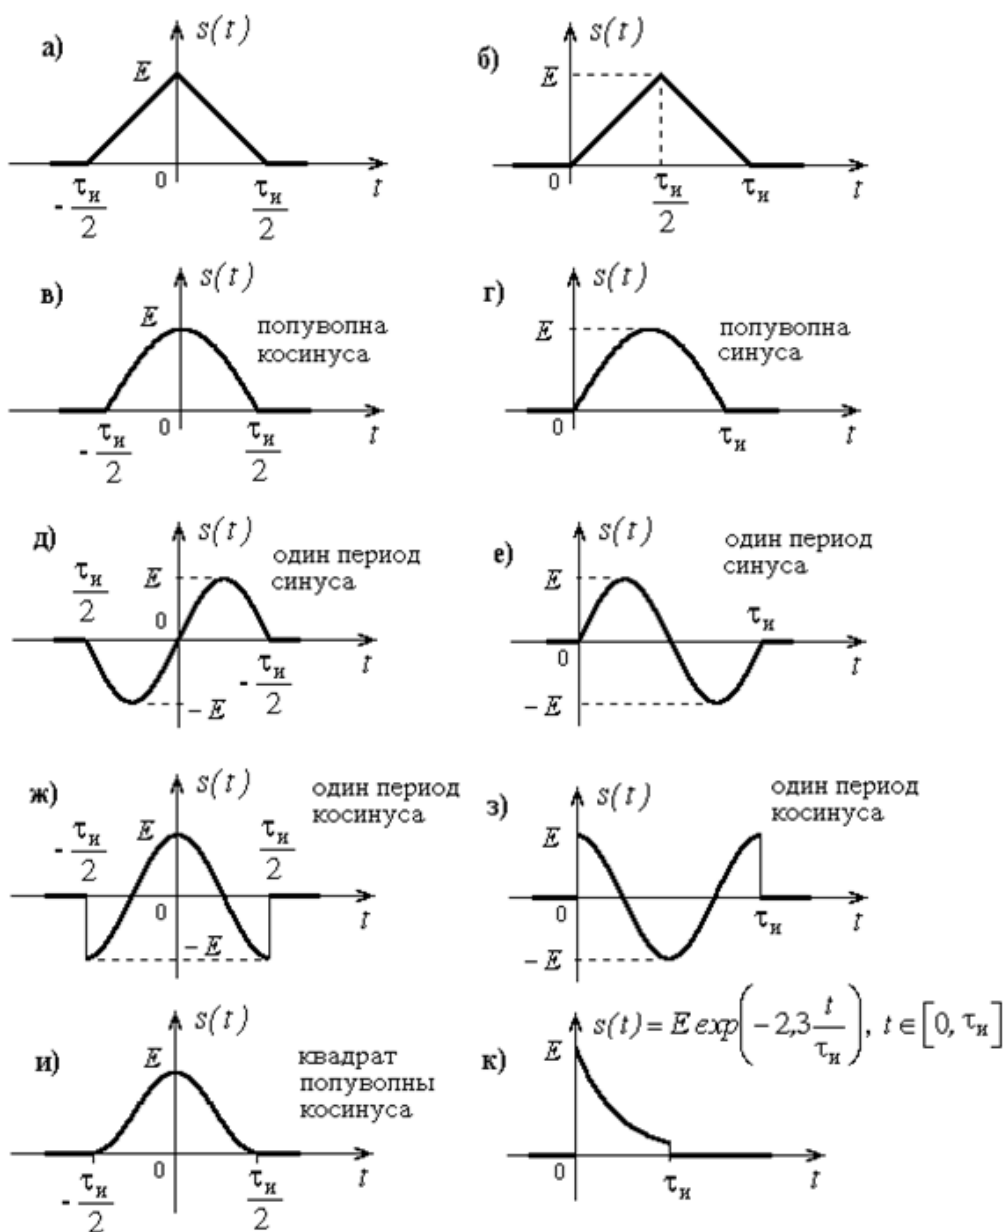 а)
s(t)
E
0
t
- τи/2
τи/2
б)
s(t)
E
0
τи/2
τи
t
в)
s(t)
E
полуволна
косинуса
0
t
- τи/2
τи/2
г)
s(t)
E
полуволна
синуса
0
τи
t
д)
s(t)
один период
синуса
τи/2
E
0
t
- τи/2
- E
е)
s(t)
один период
синуса
E
τи
0
t
- E
ж)
s(t)
один период
косинуса
- τи/2
E
τи/2
0
t
- E
з)
s(t)
один период
косинуса
E
0
τи
t
- E
и)
s(t)
E
квадрат
полуволны
косинуса
0
t
- τи/2
τи/2
к)
s(t) = E exp(- 2,3 t/τи), t ∈ [0, τи]
E
0
τи
t